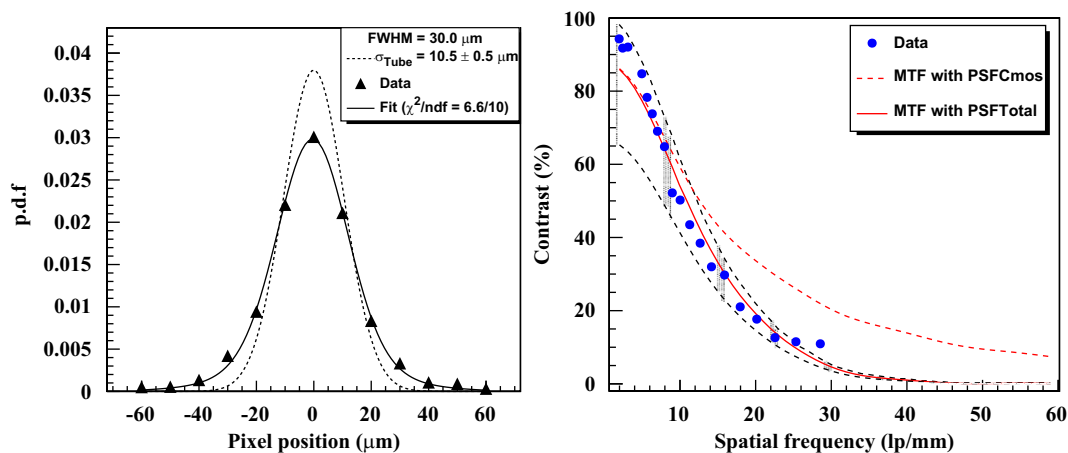 FWHM = 30.0 μm
σTube = 10.5 ± 0.5 μm
Data
Fit (χ²/ndf = 6.6/10)
0.04
0.035
0.03
0.025
0.02
0.015
0.01
0.005
0
p.d.f
-60 -40 -20 0 20 40 60
Pixel position (μm)
Data
MTF with PSFCmos
MTF with PSFTotal
100
80
60
40
20
0
Contrast (%)
10 20 30 40 50 60
Spatial frequency (lp/mm)